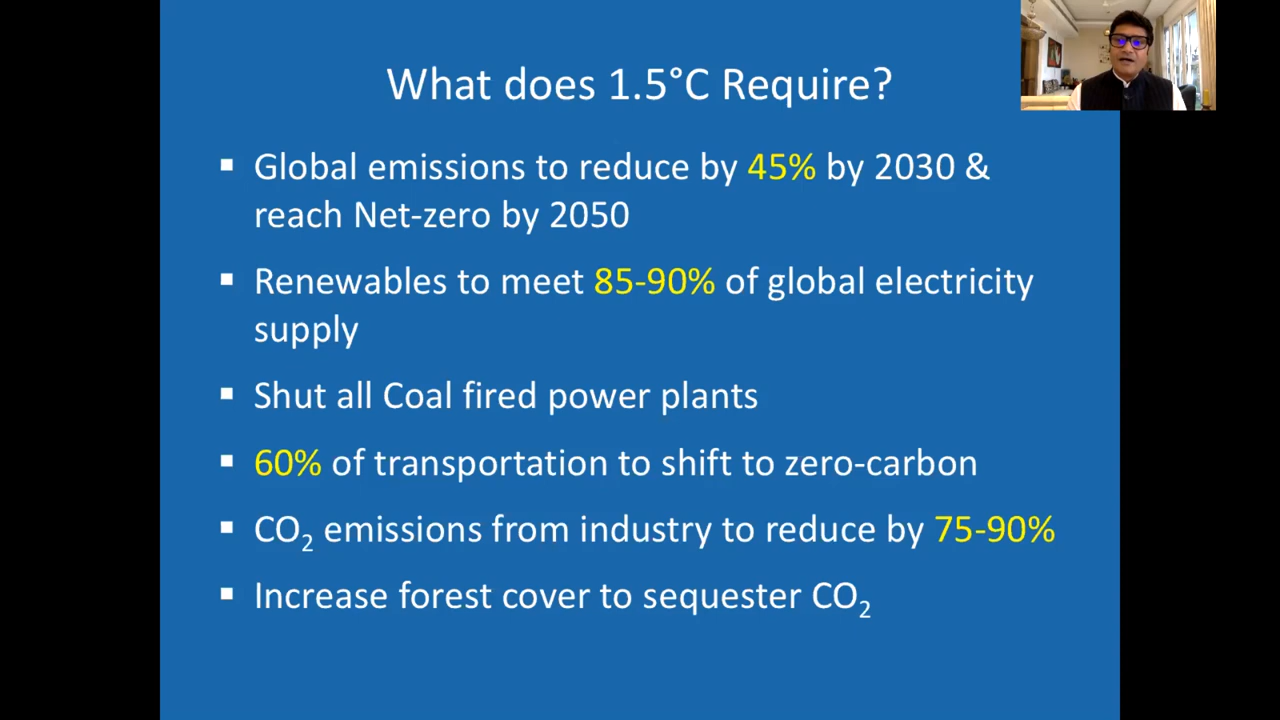 What does 1.5°C Require?
▪ Global emissions to reduce by 45% by 2030 &
reach Net-zero by 2050
▪ Renewables to meet 85-90% of global electricity
supply
▪ Shut all Coal fired power plants
▪ 60% of transportation to shift to zero-carbon
▪ CO₂ emissions from industry to reduce by 75-90%
▪ Increase forest cover to sequester CO₂